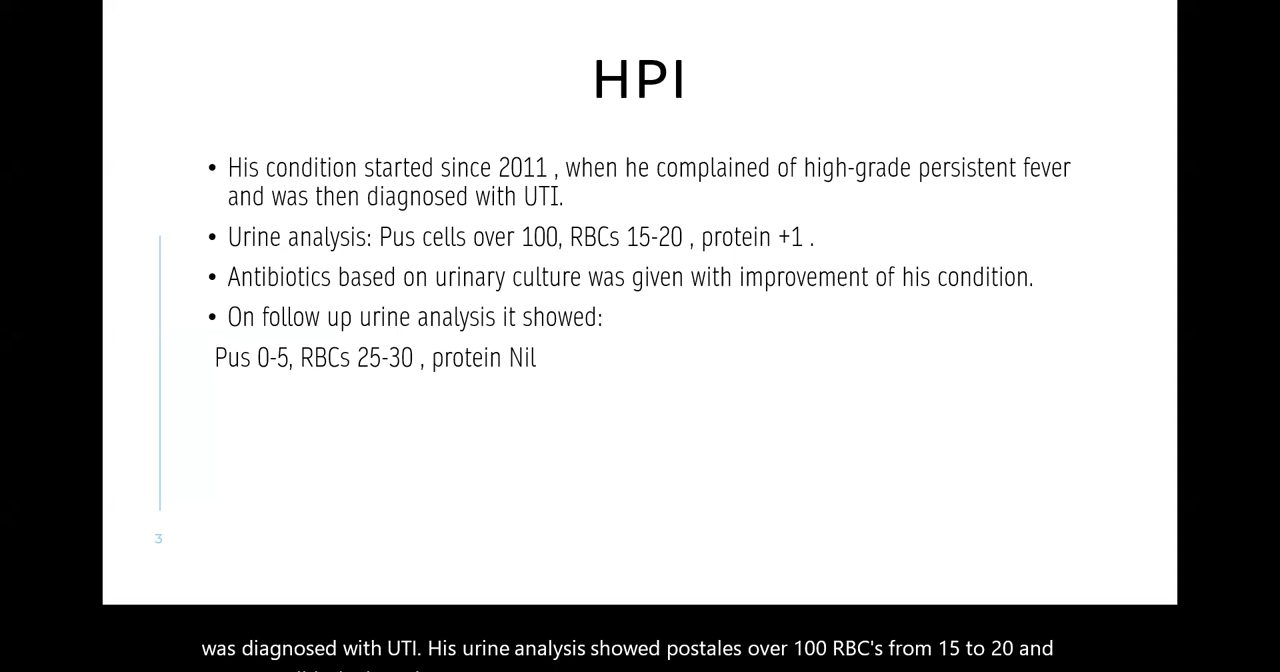 HPI
• His condition started since 2011 , when he complained of high-grade persistent fever
and was then diagnosed with UTI.
• Urine analysis: Pus cells over 100, RBCs 15-20 , protein +1 .
• Antibiotics based on urinary culture was given with improvement of his condition.
• On follow up urine analysis it showed:
Pus 0-5, RBCs 25-30 , protein Nil
3
was diagnosed with UTI. His urine analysis showed postales over 100 RBC's from 15 to 20 and